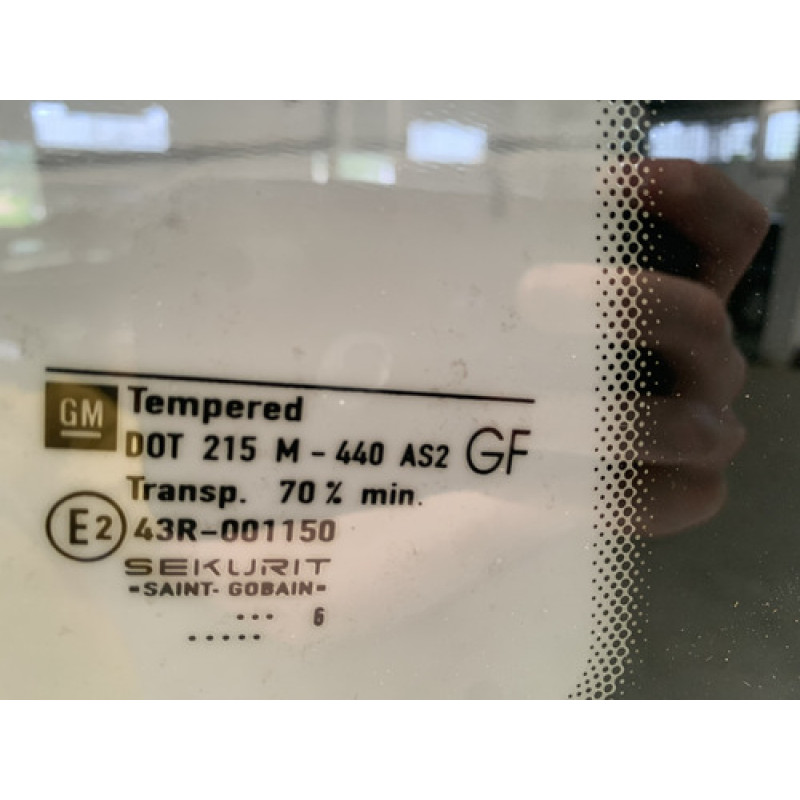 GM
Tempered
DOT 215 M-440 AS2 GF
Transp. 70% min.
E2 43R-001150
SEKURIT
-SAINT-GOBAIN-
... 6
.....